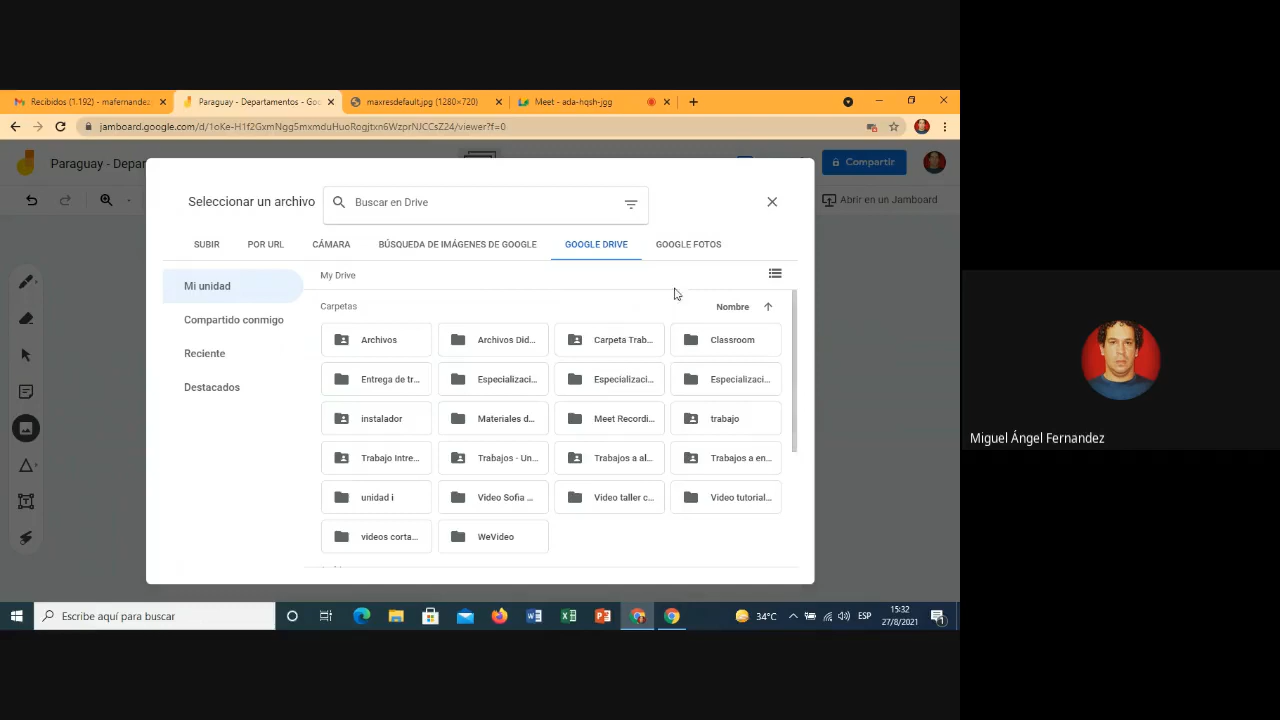 Recibidos (1.192) - mafernandez
Paraguay - Departamentos - Goo
maxresdefault.jpg (1280×720)
Meet - ada-hqsh-jgg
jamboard.google.com/d/1oKe-H1f2GxmNgg5mxmduHuoRogjtxn6WzprNJCCsZ24/viewer?f=0
Paraguay - Depar
Compartir
Abrir en un Jamboard
Seleccionar un archivo
Buscar en Drive
SUBIR
POR URL
CÁMARA
BÚSQUEDA DE IMÁGENES DE GOOGLE
GOOGLE DRIVE
GOOGLE FOTOS
Mi unidad
Compartido conmigo
Reciente
Destacados
My Drive
Carpetas
Nombre
Archivos
Archivos Did...
Carpeta Trab...
Classroom
Entrega de tr...
Especializaci...
Especializaci...
Especializaci...
instalador
Materiales d...
Meet Recordi...
trabajo
Trabajo Intre...
Trabajos - Un...
Trabajos a al...
Trabajos a en...
unidad i
Video Sofia ...
Video taller c...
Video tutorial...
videos corta...
WeVideo
Miguel Ángel Fernandez
Escribe aquí para buscar
34°C
ESP
15:32
27/8/2021
1